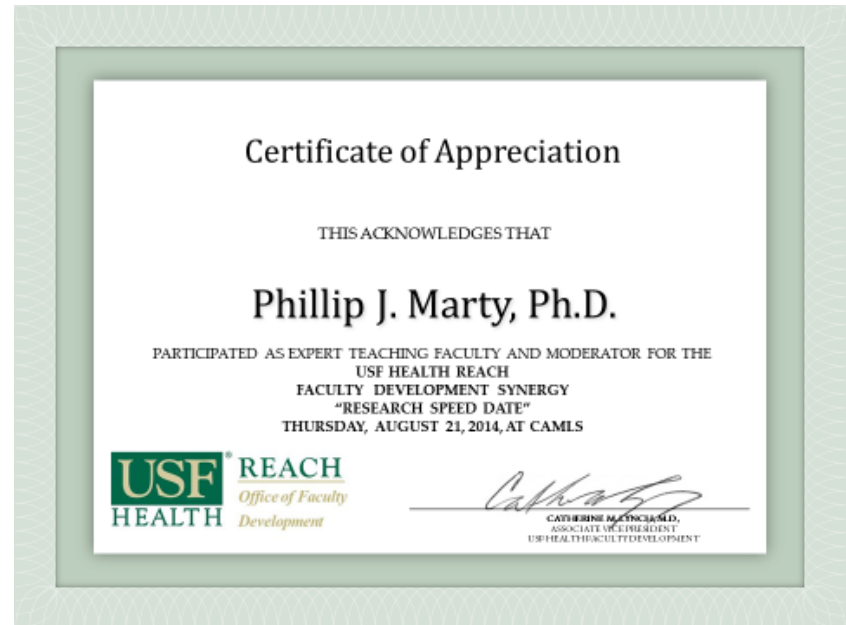 Certificate of Appreciation
THIS ACKNOWLEDGES THAT
Phillip J. Marty, Ph.D.
PARTICIPATED AS EXPERT TEACHING FACULTY AND MODERATOR FOR THE
USF HEALTH REACH
FACULTY DEVELOPMENT SYNERGY
“RESEARCH SPEED DATE”
THURSDAY, AUGUST 21, 2014, AT CAMLS
USF®
HEALTH
REACH
Office of Faculty
Development
CATHERINE M. LYNCH, M.D.,
ASSOCIATE VICE PRESIDENT
USF HEALTH FACULTY DEVELOPMENT